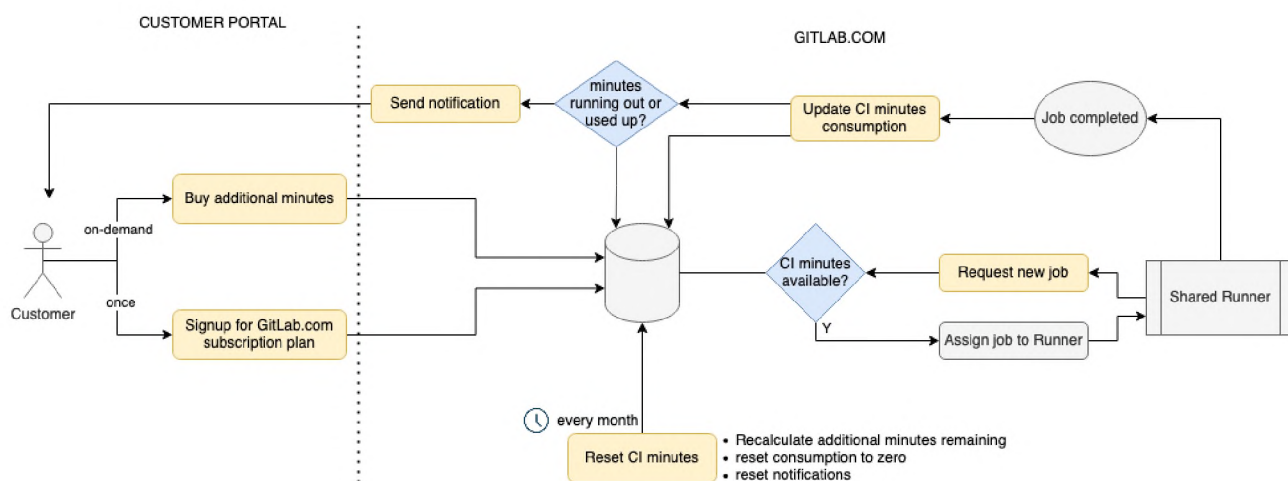 CUSTOMER PORTAL
GITLAB.COM
minutes
running out or
used up?
Send notification
Update CI minutes
consumption
Job completed
Buy additional minutes
on-demand
Customer
once
Signup for GitLab.com
subscription plan
CI minutes
available?
Request new job
Shared Runner
Y
Assign job to Runner
every month
Reset CI minutes
• Recalculate additional minutes remaining
• reset consumption to zero
• reset notifications